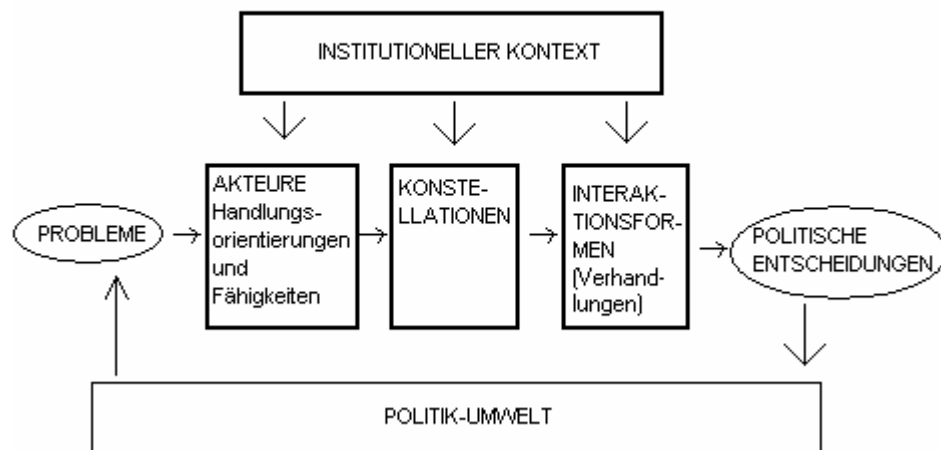 INSTITUTIONELLER KONTEXT
PROBLEME
AKTEURE
Handlungs-
orientierungen
und
Fähigkeiten
KONSTE-
LLATIONEN
INTERAK-
TIONSFOR-
MEN
(Verhand-
lungen)
POLITISCHE
ENTSCHEIDUNGEN
POLITIK-UMWELT